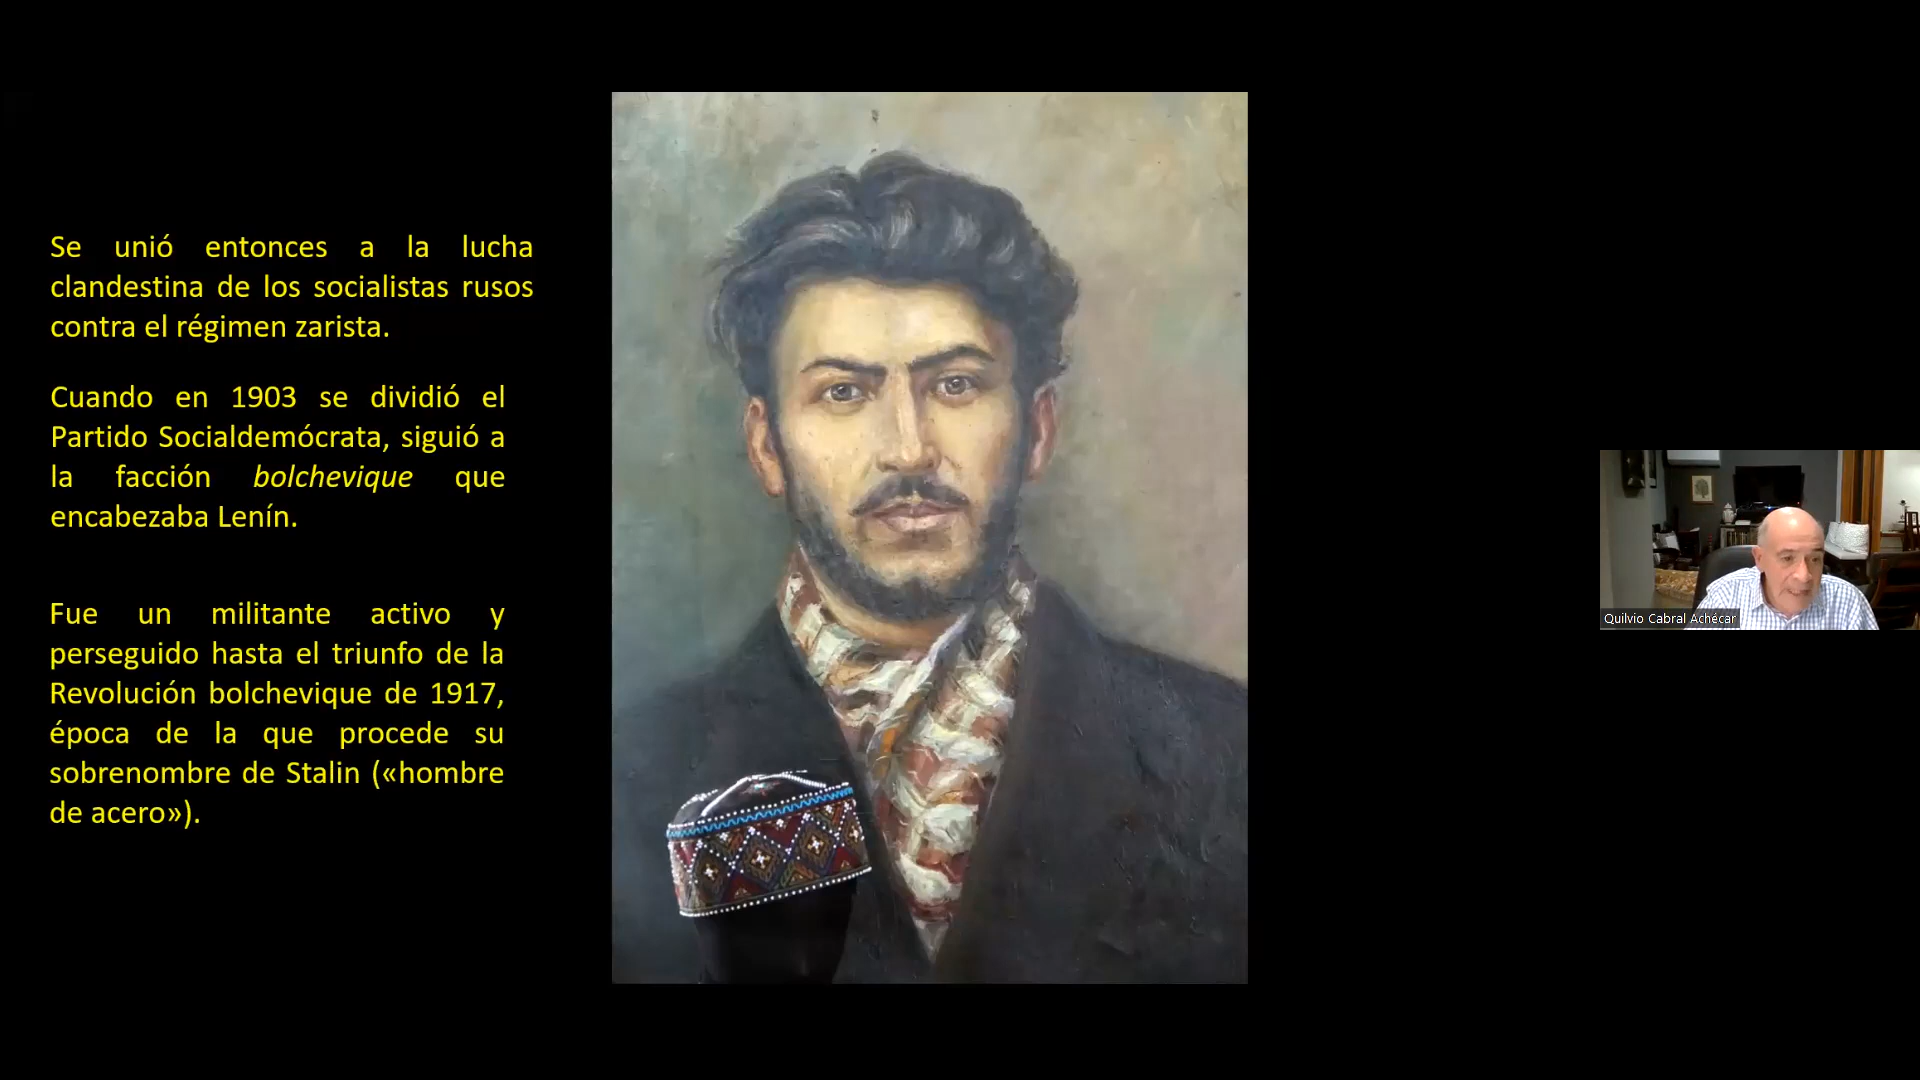 Se unió entonces a la lucha
clandestina de los socialistas rusos
contra el régimen zarista.
Cuando en 1903 se dividió el
Partido Socialdemócrata, siguió a
la facción bolchevique que
encabezaba Lenín.
Fue un militante activo y
perseguido hasta el triunfo de la
Revolución bolchevique de 1917,
época de la que procede su
sobrenombre de Stalin («hombre
de acero»).
Quilvio Cabral Achécar